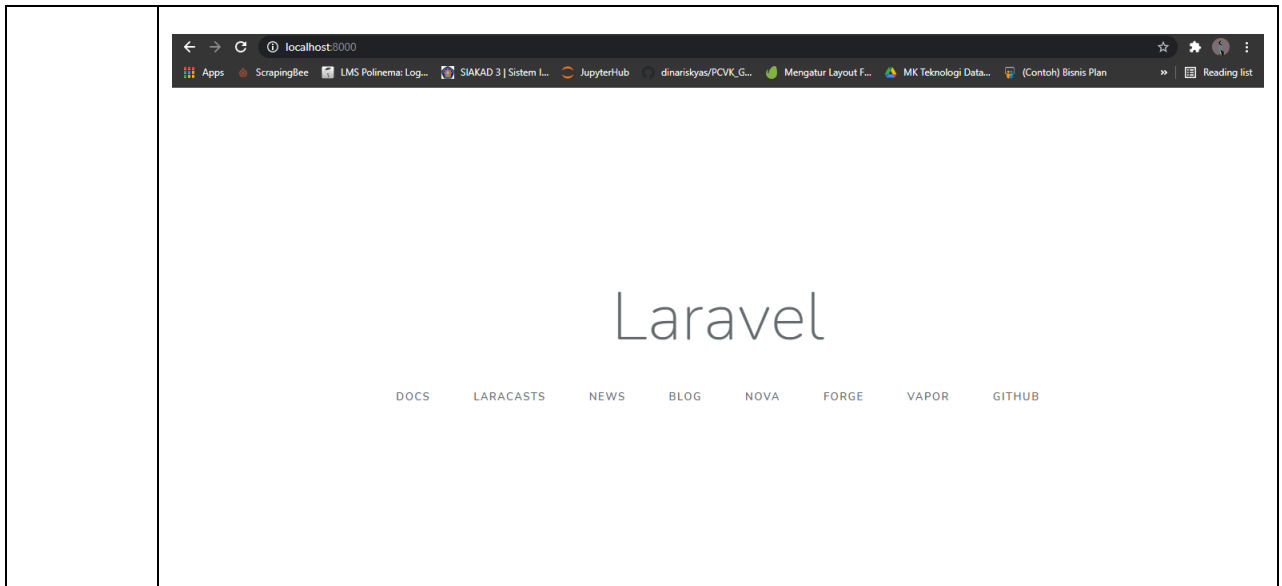 localhost:8000
Apps ScrapingBee LMS Polinema: Log... SIAKAD 3 | Sistem I... JupyterHub dinariskyas/PCVK_G... Mengatur Layout F... MK Teknologi Data... (Contoh) Bisnis Plan » Reading list
Laravel
DOCS LARACASTS NEWS BLOG NOVA FORGE VAPOR GITHUB